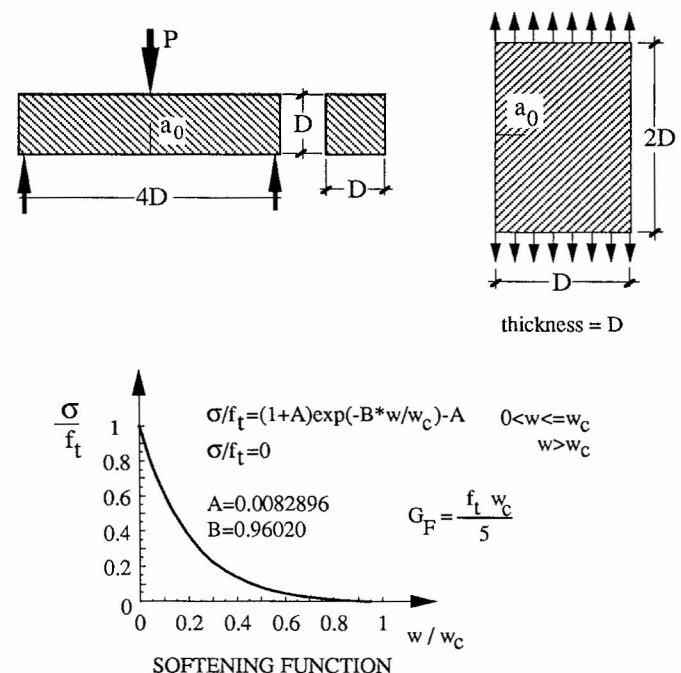 P
a0
D
D
4D
a0
2D
D
thickness = D
σ/ft
σ/ft=(1+A)exp(-B*w/wc)-A 0<w<=wc
σ/ft=0 w>wc
A=0.0082896
B=0.96020
GF = ft wc / 5
1
0.8
0.6
0.4
0.2
0
0 0.2 0.4 0.6 0.8 1
w / wc
SOFTENING FUNCTION